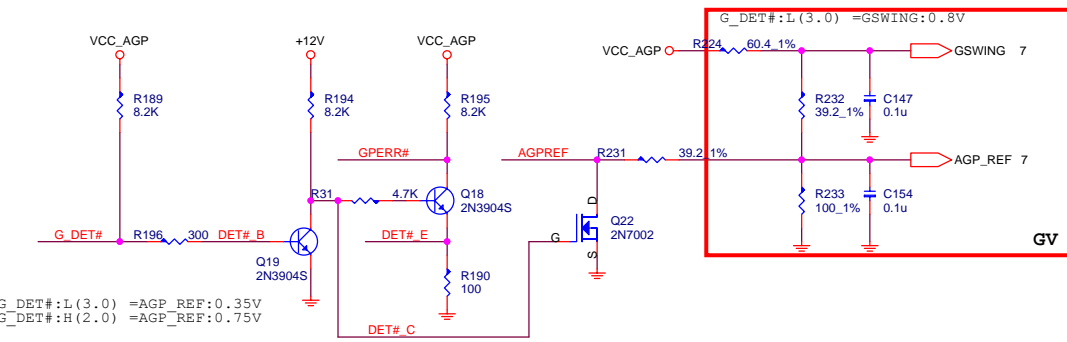 G_DET#:L(3.0) =GSWING:0.8V
VCC_AGP +12V VCC_AGP
VCC_AGP R224 60.4_1% GSWING 7
R189 8.2K
R194 8.2K
R195 8.2K
R232 39.2_1%
C147 0.1u
GPERR# AGPREF R231 39.2_1% AGP_REF 7
R31 4.7K Q18 2N3904S
D
R233 100_1%
C154 0.1u
Q22 2N7002
G_DET# R196 300 DET#_B DET#_E G
S
GV
Q19 2N3904S
R190 100
G_DET#:L(3.0) =AGP_REF:0.35V
G_DET#:H(2.0) =AGP_REF:0.75V
DET#_C